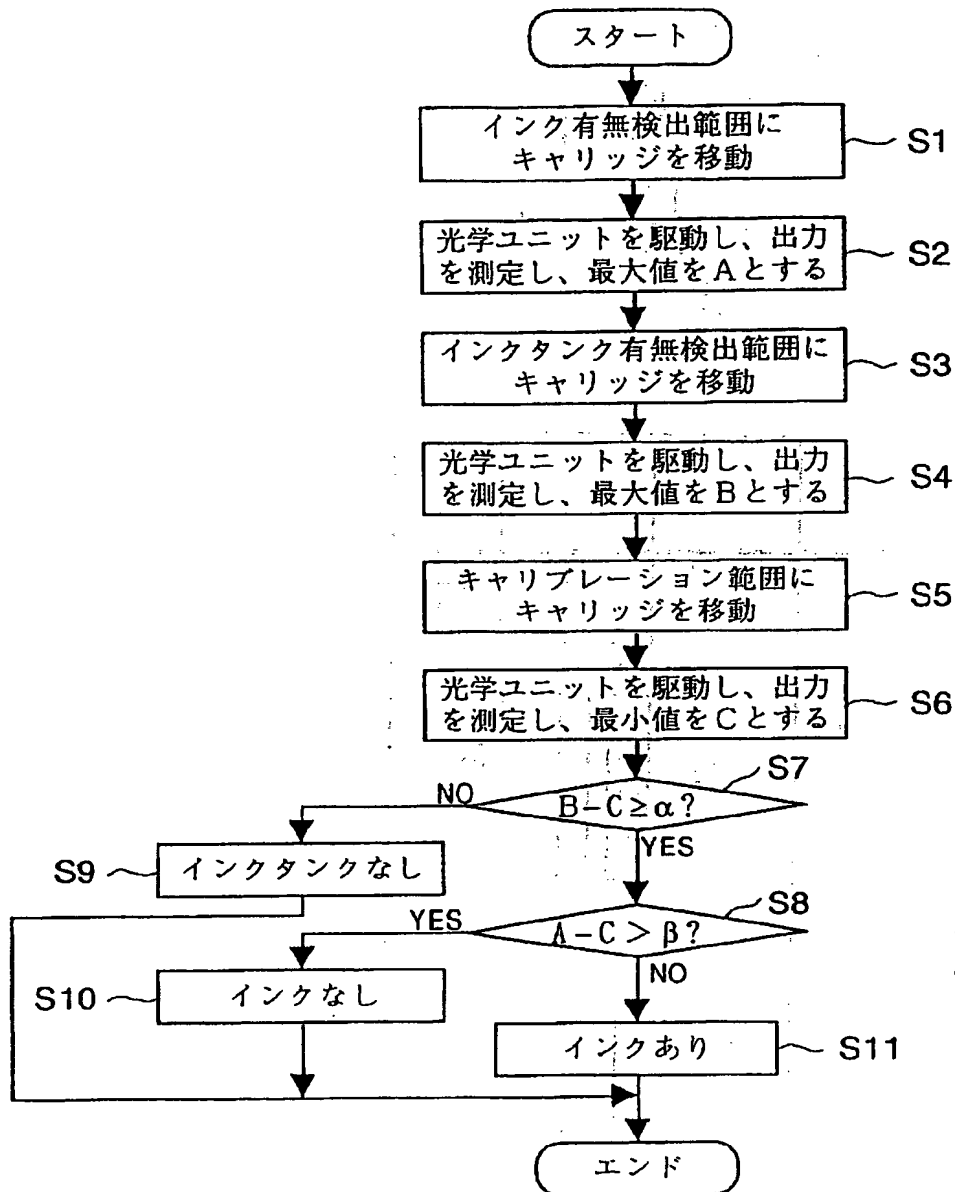 スタート
インク有無検出範囲に
キャリッジを移動
S1
光学ユニットを駆動し、出力
を測定し、最大値をAとする
S2
インクタンク有無検出範囲に
キャリッジを移動
S3
光学ユニットを駆動し、出力
を測定し、最大値をBとする
S4
キャリブレーション範囲に
キャリッジを移動
S5
光学ユニットを駆動し、出力
を測定し、最小値をCとする
S6
S7
NO
B-C≥α?
YES
S9
インクタンクなし
S8
YES
A-C>β?
NO
S10
インクなし
インクあり
S11
エンド